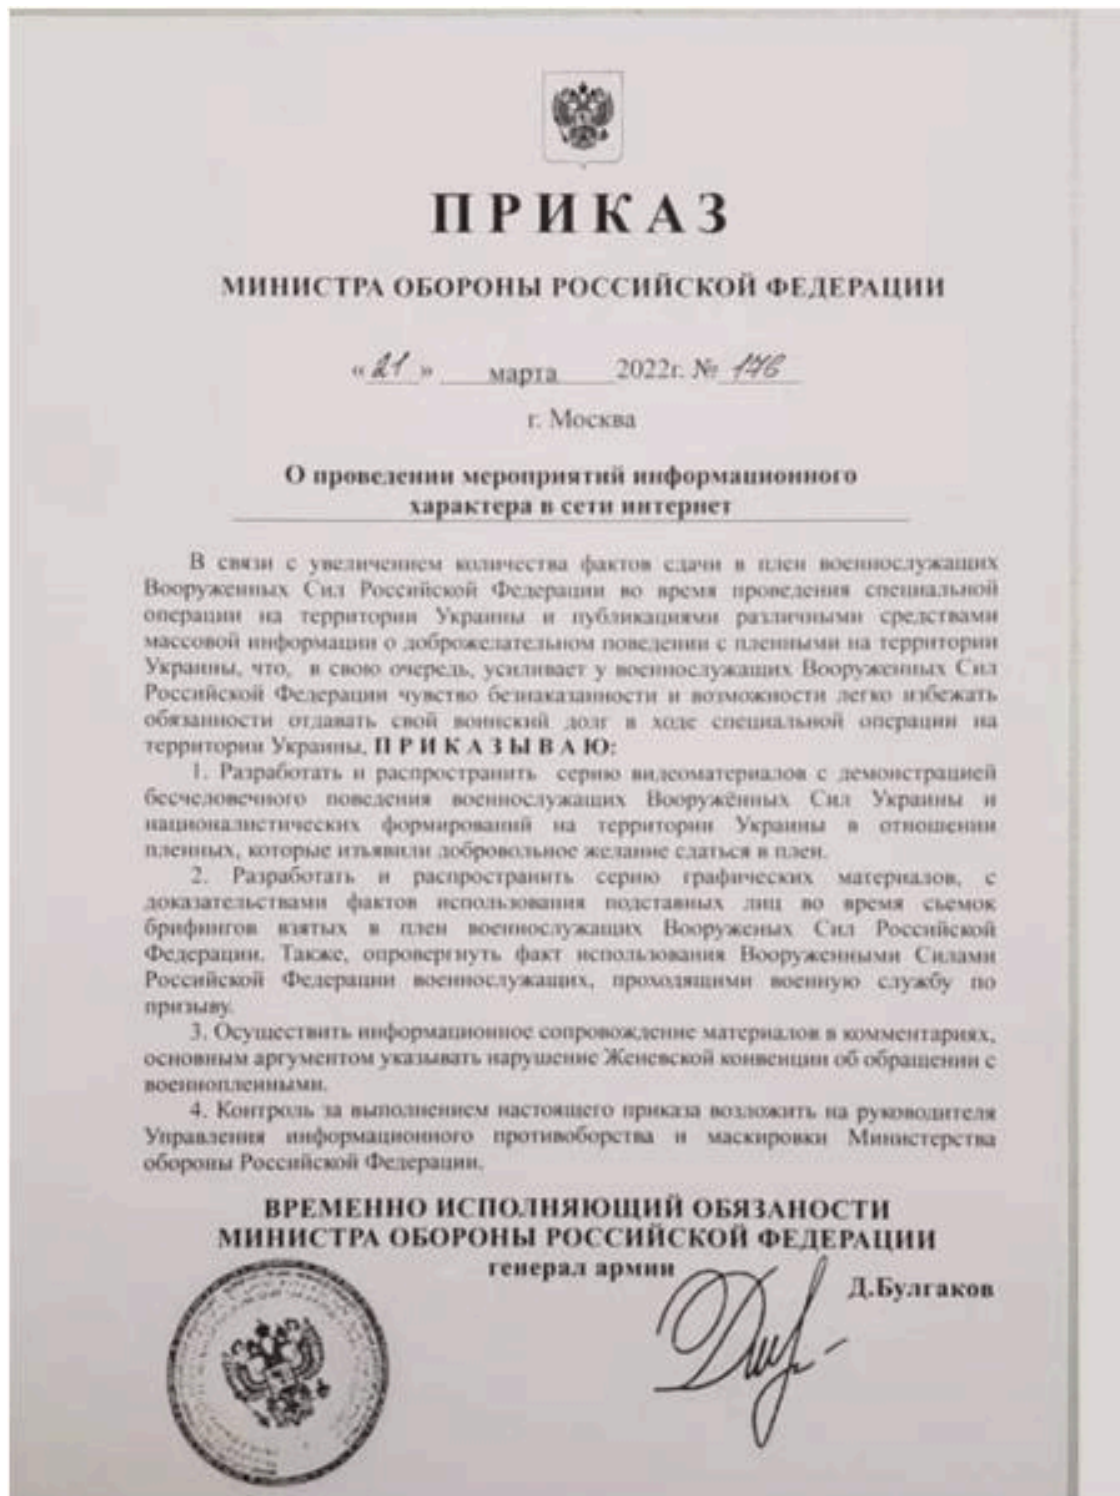 ПРИКАЗ
МИНИСТРА ОБОРОНЫ РОССИЙСКОЙ ФЕДЕРАЦИИ
« 21 » марта 2022г. № 176
г. Москва
О проведении мероприятий информационного
характера в сети интернет
В связи с увеличением количества фактов сдачи в плен военнослужащих
Вооруженных Сил Российской Федерации во время проведения специальной
операции на территории Украины и публикациями различными средствами
массовой информации о доброжелательном поведении с пленными на территории
Украины, что, в свою очередь, усиливает у военнослужащих Вооруженных Сил
Российской Федерации чувство безнаказанности и возможности легко избежать
обязанности отдавать свой воинский долг в ходе специальной операции на
территории Украины, П Р И К А З Ы В А Ю:
1. Разработать и распространить серию видеоматериалов с демонстрацией
бесчеловечного поведения военнослужащих Вооружённых Сил Украины и
националистических формирований на территории Украины в отношении
пленных, которые изъявили добровольное желание сдаться в плен.
2. Разработать и распространить серию графических материалов, с
доказательствами фактов использования подставных лиц во время сьемок
брифингов взятых в плен военнослужащих Вооруженых Сил Российской
Федерации. Также, опровергнуть факт использования Вооруженными Силами
Российской Федерации военнослужащих, проходящими военную службу по
призыву.
3. Осуществить информационное сопровождение материалов в комментариях,
основным аргументом указывать нарушение Женевской конвенции об обращении с
военнопленными.
4. Контроль за выполнением настоящего приказа возложить на руководителя
Управления информационного противоборства и маскировки Министерства
обороны Российской Федерации.
ВРЕМЕННО ИСПОЛНЯЮЩИЙ ОБЯЗАНОСТИ
МИНИСТРА ОБОРОНЫ РОССИЙСКОЙ ФЕДЕРАЦИИ
генерал армии
Д.Булгаков